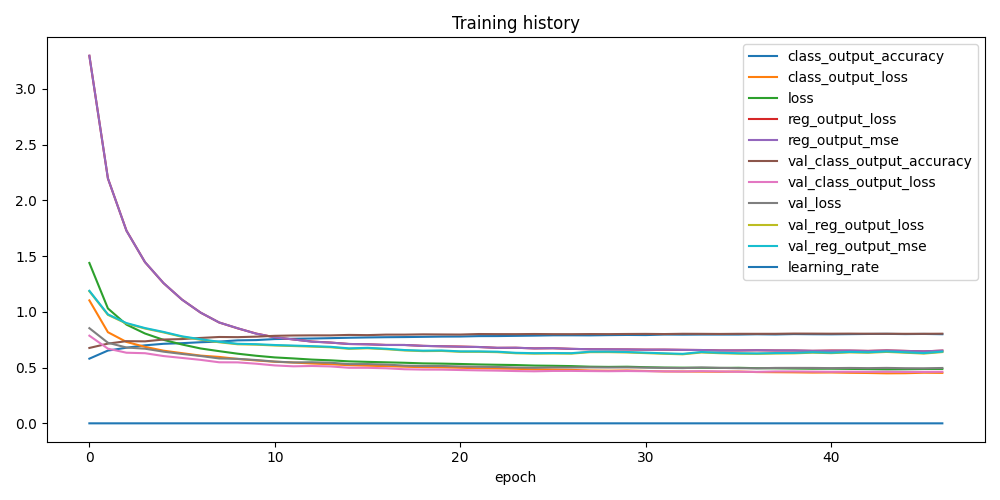 Training history
class_output_accuracy
class_output_loss
loss
reg_output_loss
reg_output_mse
val_class_output_accuracy
val_class_output_loss
val_loss
val_reg_output_loss
val_reg_output_mse
learning_rate
3.0
2.5
2.0
1.5
1.0
0.5
0.0
0 10 20 30 40
epoch